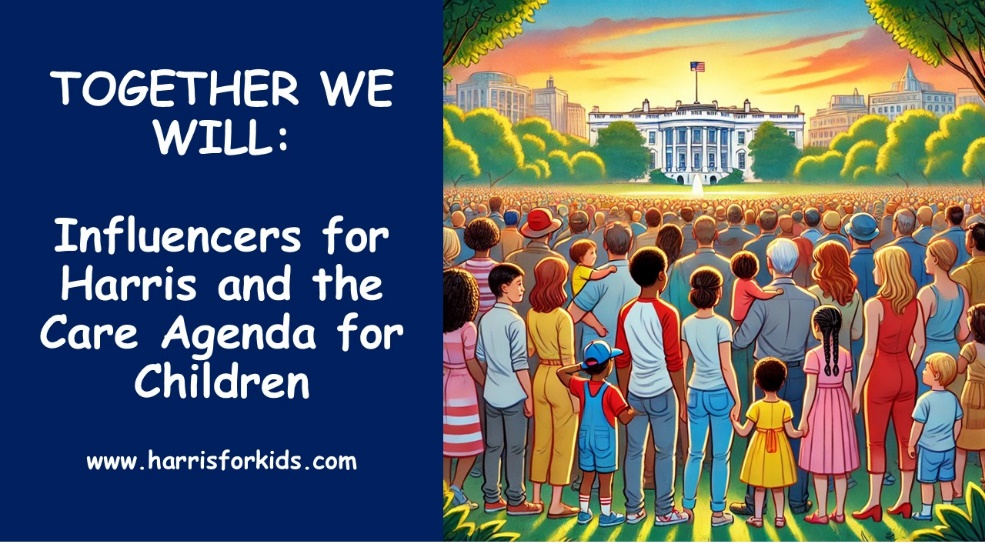 TOGETHER WE
WILL:
Influencers for
Harris and the
Care Agenda for
Children
www.harrisforkids.com